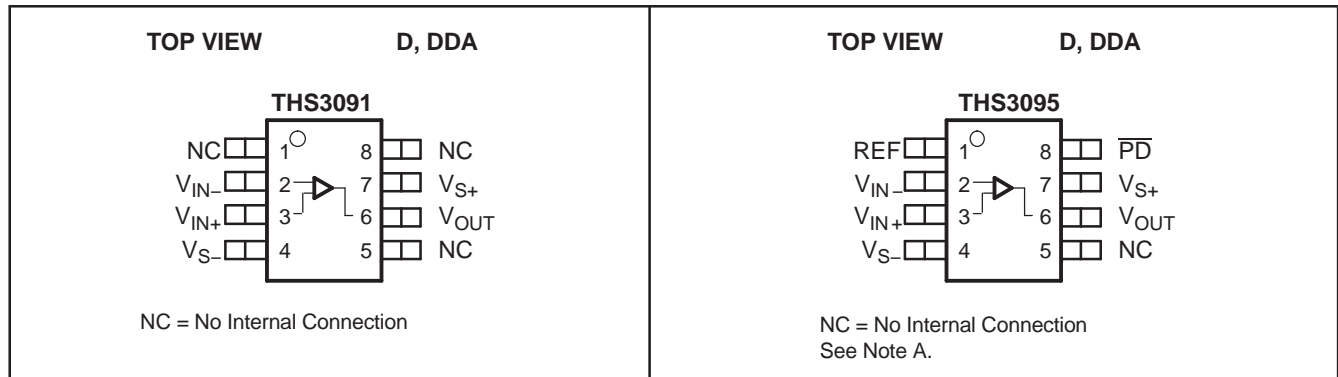 TOP VIEW D, DDA
THS3091
NC 1 8 NC
VIN– 2 7 VS+
VIN+ 3 6 VOUT
VS– 4 5 NC
NC = No Internal Connection
TOP VIEW D, DDA
THS3095
REF 1 8 PD
VIN– 2 7 VS+
VIN+ 3 6 VOUT
VS– 4 5 NC
NC = No Internal Connection
See Note A.